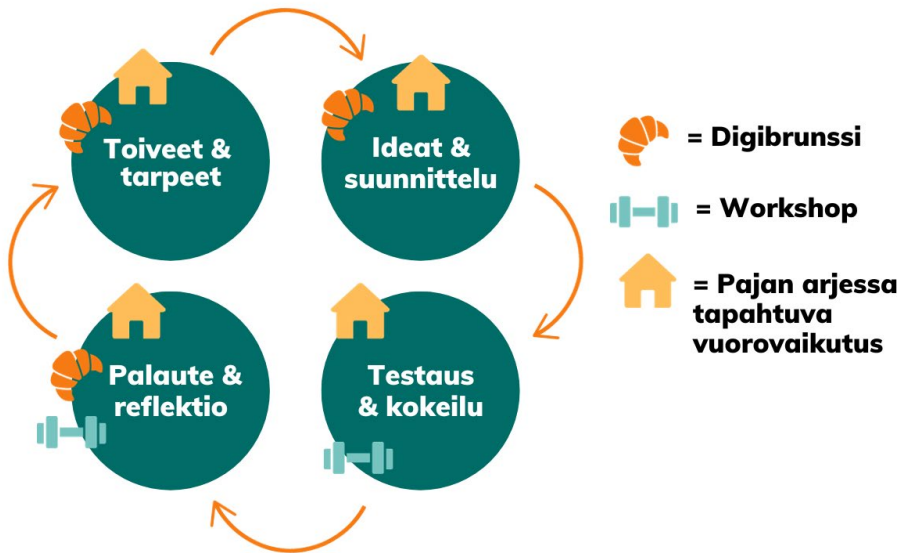 Toiveet &
tarpeet
Ideat &
suunnittelu
Testaus
& kokeilu
Palaute &
reflektio
= Digibrunssi
= Workshop
= Pajan arjessa
tapahtuva
vuorovaikutus